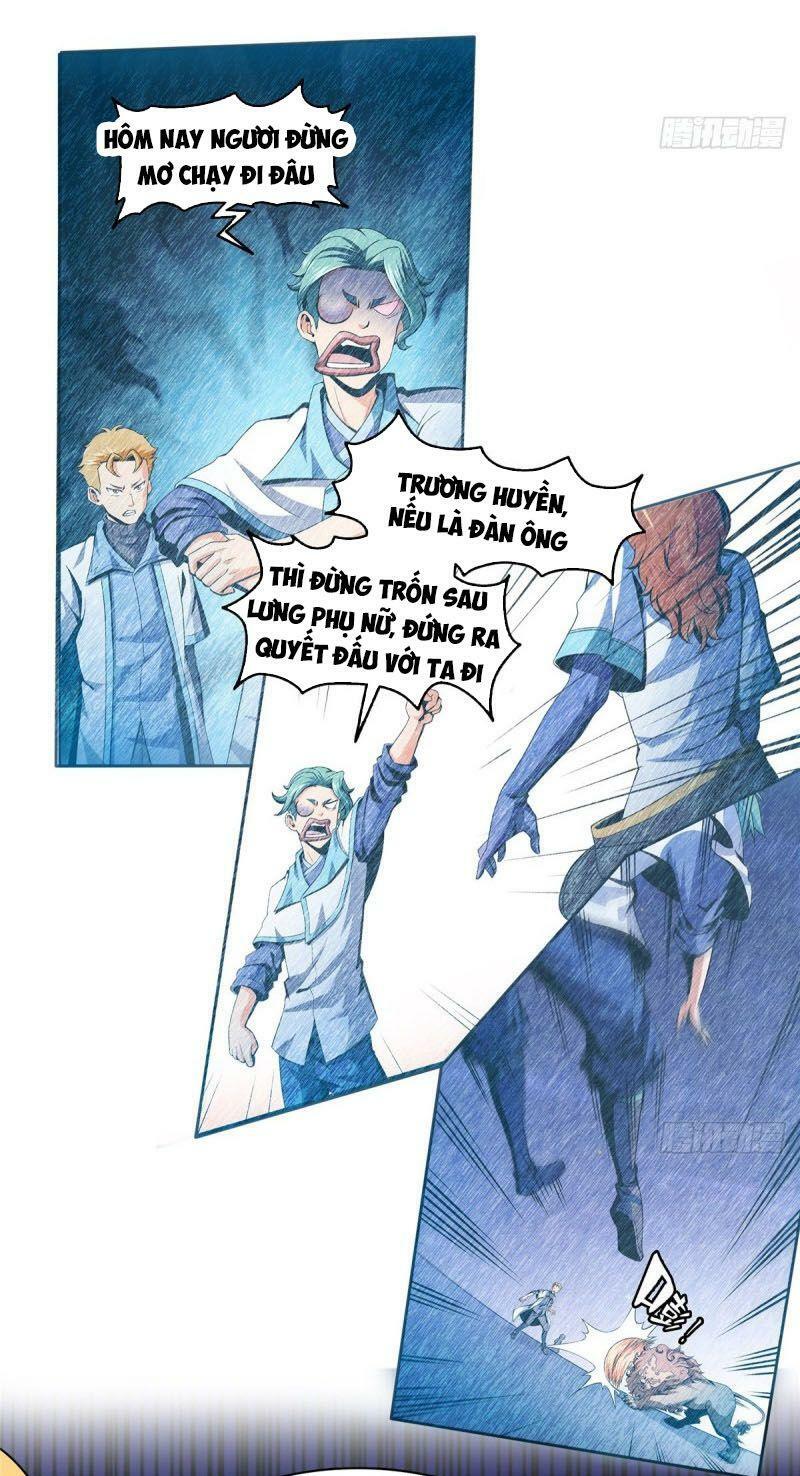 腾讯动漫
HÔM NAY NGƯƠI ĐỪNG
MƠ CHẠY ĐI ĐÂU
TRƯƠNG HUYỀN,
NẾU LÀ ĐÀN ÔNG
THÌ ĐỪNG TRỐN SAU
LƯNG PHỤ NỮ, ĐỨNG RA
QUYẾT ĐẤU VỚI TA ĐI
腾讯动漫
嘭!